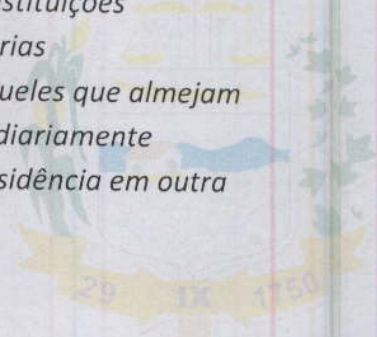 stituições
rias
ueles que almejam
diariamente
sidência em outra
29 IX 1750